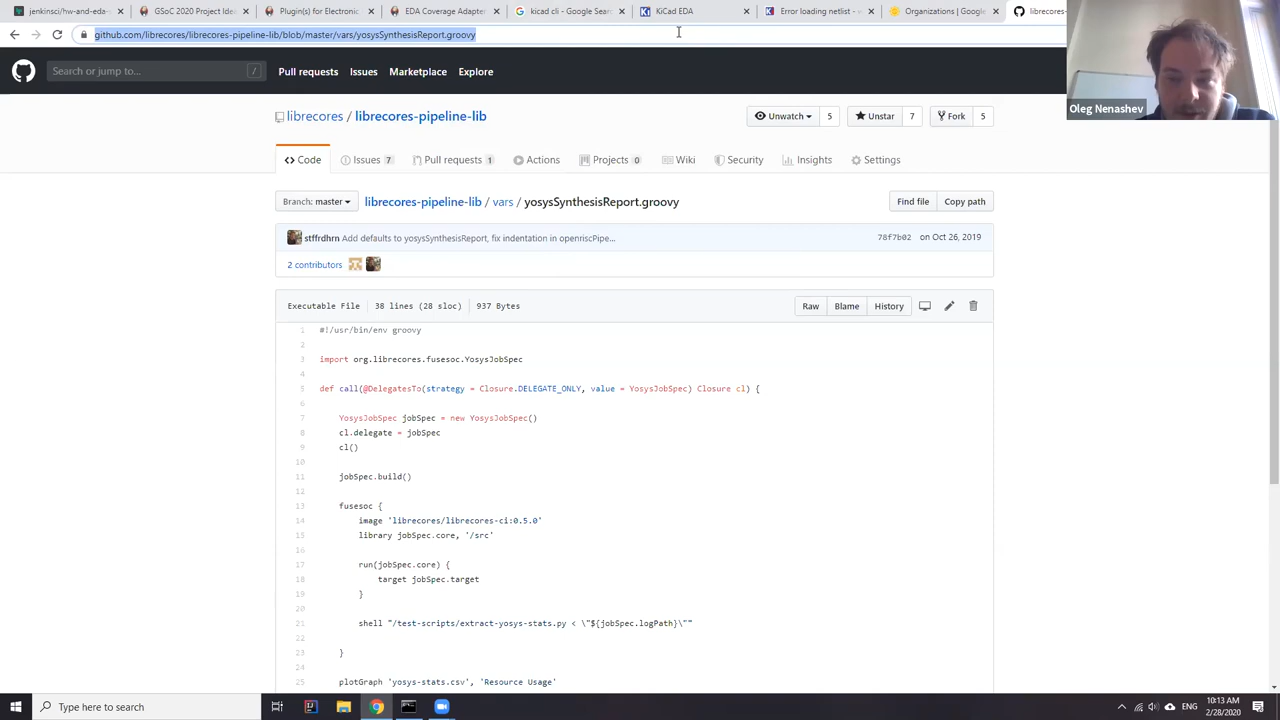 jenkinsci/hw-and-eda-
GSoC 2020 Project Ide
Plugin(s) for Electronic
EDA Coverage Adapter
kicad cli - Google Sear
KiCad EDA
Error loading netlist -
Organizations | Google
librecores-
github.com/librecores/librecores-pipeline-lib/blob/master/vars/yosysSynthesisReport.groovy
Search or jump to...
/
Pull requests
Issues
Marketplace
Explore
Oleg Nenashev
librecores / librecores-pipeline-lib
Unwatch 5
Unstar 7
Fork 5
Code
Issues 7
Pull requests 1
Actions
Projects 0
Wiki
Security
Insights
Settings
Branch: master
librecores-pipeline-lib / vars / yosysSynthesisReport.groovy
Find file
Copy path
stffrdhrn Add defaults to yosysSynthesisReport, fix indentation in openriscPipe…
78f7b02 on Oct 26, 2019
2 contributors
Executable File 38 lines (28 sloc) 937 Bytes
Raw
Blame
History
1 #!/usr/bin/env groovy
2
3 import org.librecores.fusesoc.YosysJobSpec
4
5 def call(@DelegatesTo(strategy = Closure.DELEGATE_ONLY, value = YosysJobSpec) Closure cl) {
6
7 YosysJobSpec jobSpec = new YosysJobSpec()
8 cl.delegate = jobSpec
9 cl()
10
11 jobSpec.build()
12
13 fusesoc {
14 image 'librecores/librecores-ci:0.5.0'
15 library jobSpec.core, '/src'
16
17 run(jobSpec.core) {
18 target jobSpec.target
19 }
20
21 shell "/test-scripts/extract-yosys-stats.py < \"${jobSpec.logPath}\""
22
23 }
24
25 plotGraph 'yosys-stats.csv', 'Resource Usage'
Type here to search
ENG
10:13 AM
2/28/2020